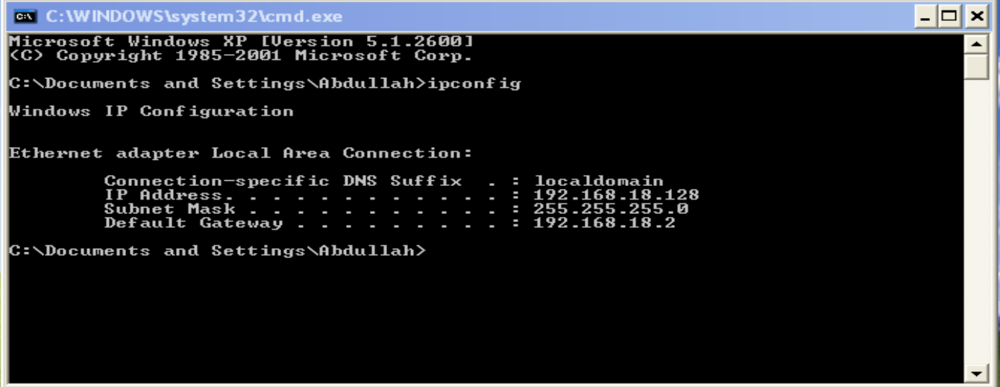 C:\WINDOWS\system32\cmd.exe
Microsoft Windows XP [Version 5.1.2600]
(C) Copyright 1985-2001 Microsoft Corp.
C:\Documents and Settings\Abdullah>ipconfig
Windows IP Configuration
Ethernet adapter Local Area Connection:
Connection-specific DNS Suffix . : localdomain
IP Address. . . . . . . . . . . . : 192.168.18.128
Subnet Mask . . . . . . . . . . . : 255.255.255.0
Default Gateway . . . . . . . . . : 192.168.18.2
C:\Documents and Settings\Abdullah>